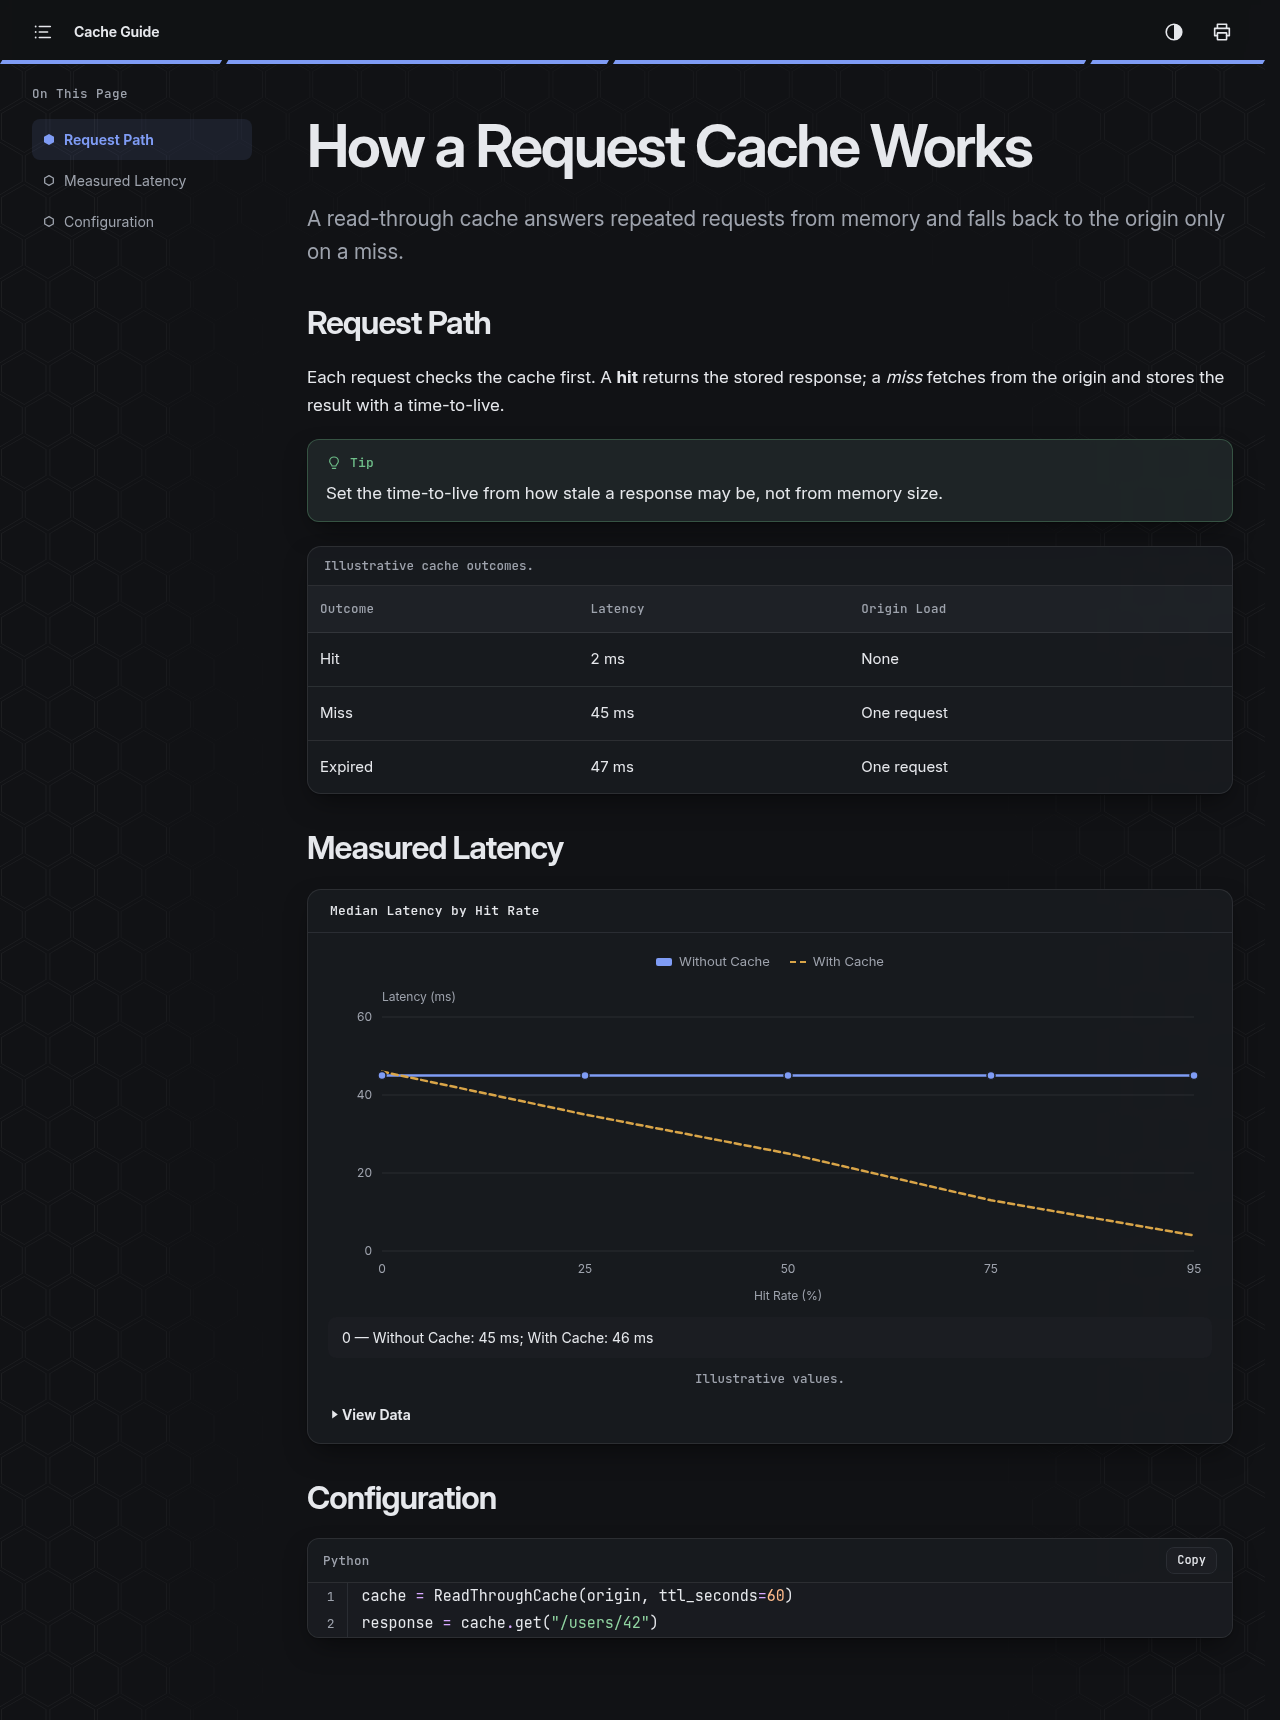 Cache Guide
On This Page
Request Path
Measured Latency
Configuration
How a Request Cache Works
A read-through cache answers repeated requests from memory and falls back to the origin only
on a miss.
Request Path
Each request checks the cache first. A hit returns the stored response; a miss fetches from the origin and stores the
result with a time-to-live.
Tip
Set the time-to-live from how stale a response may be, not from memory size.
Illustrative cache outcomes.
Outcome Latency Origin Load
Hit 2 ms None
Miss 45 ms One request
Expired 47 ms One request
Measured Latency
Median Latency by Hit Rate
Without Cache With Cache
Latency (ms)
60
40
20
0
0 25 50 75 95
Hit Rate (%)
0 — Without Cache: 45 ms; With Cache: 46 ms
Illustrative values.
View Data
Configuration
Python Copy
1 cache = ReadThroughCache(origin, ttl_seconds=60)
2 response = cache.get("/users/42")